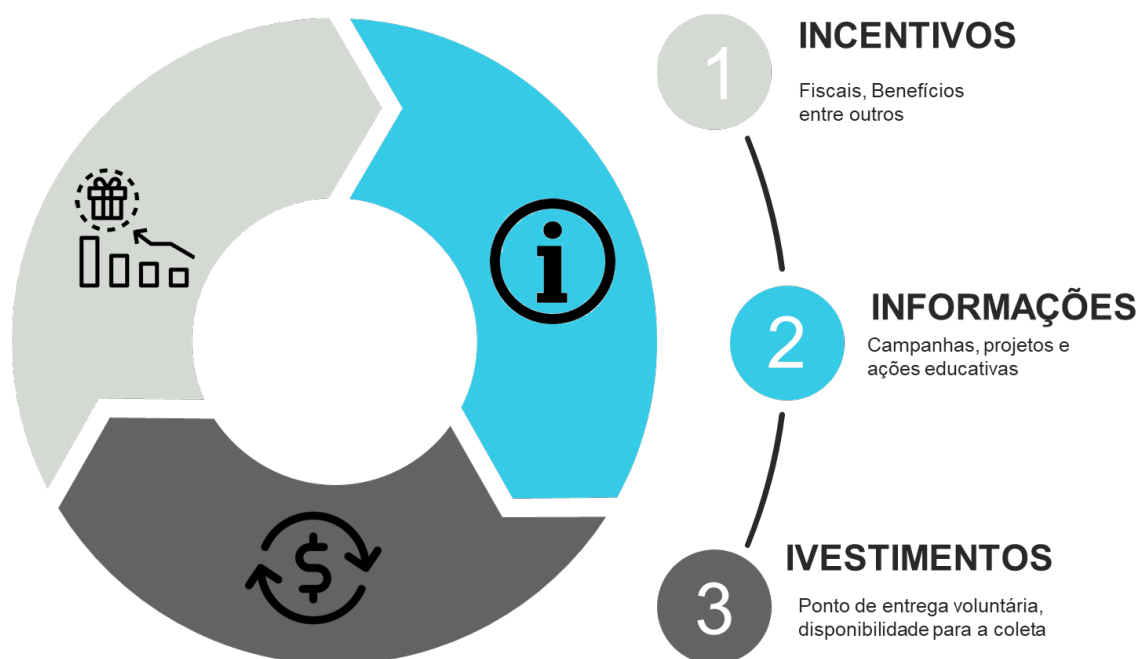 1
INCENTIVOS
Fiscais, Benefícios
entre outros
2
INFORMAÇÕES
Campanhas, projetos e
ações educativas
3
IVESTIMENTOS
Ponto de entrega voluntária,
disponibilidade para a coleta